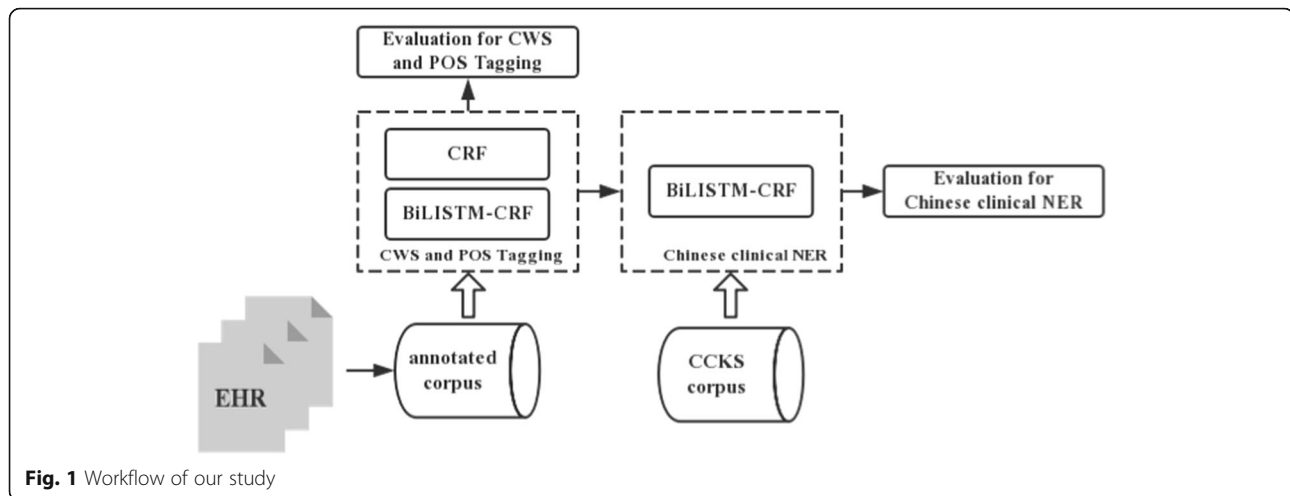 Evaluation for CWS
and POS Tagging
CRF
BiLISTM-CRF
CWS and POS Tagging
BiLISTM-CRF
Chinese clinical NER
Evaluation for
Chinese clinical NER
EHR
annotated
corpus
CCKS
corpus
Fig. 1 Workflow of our study